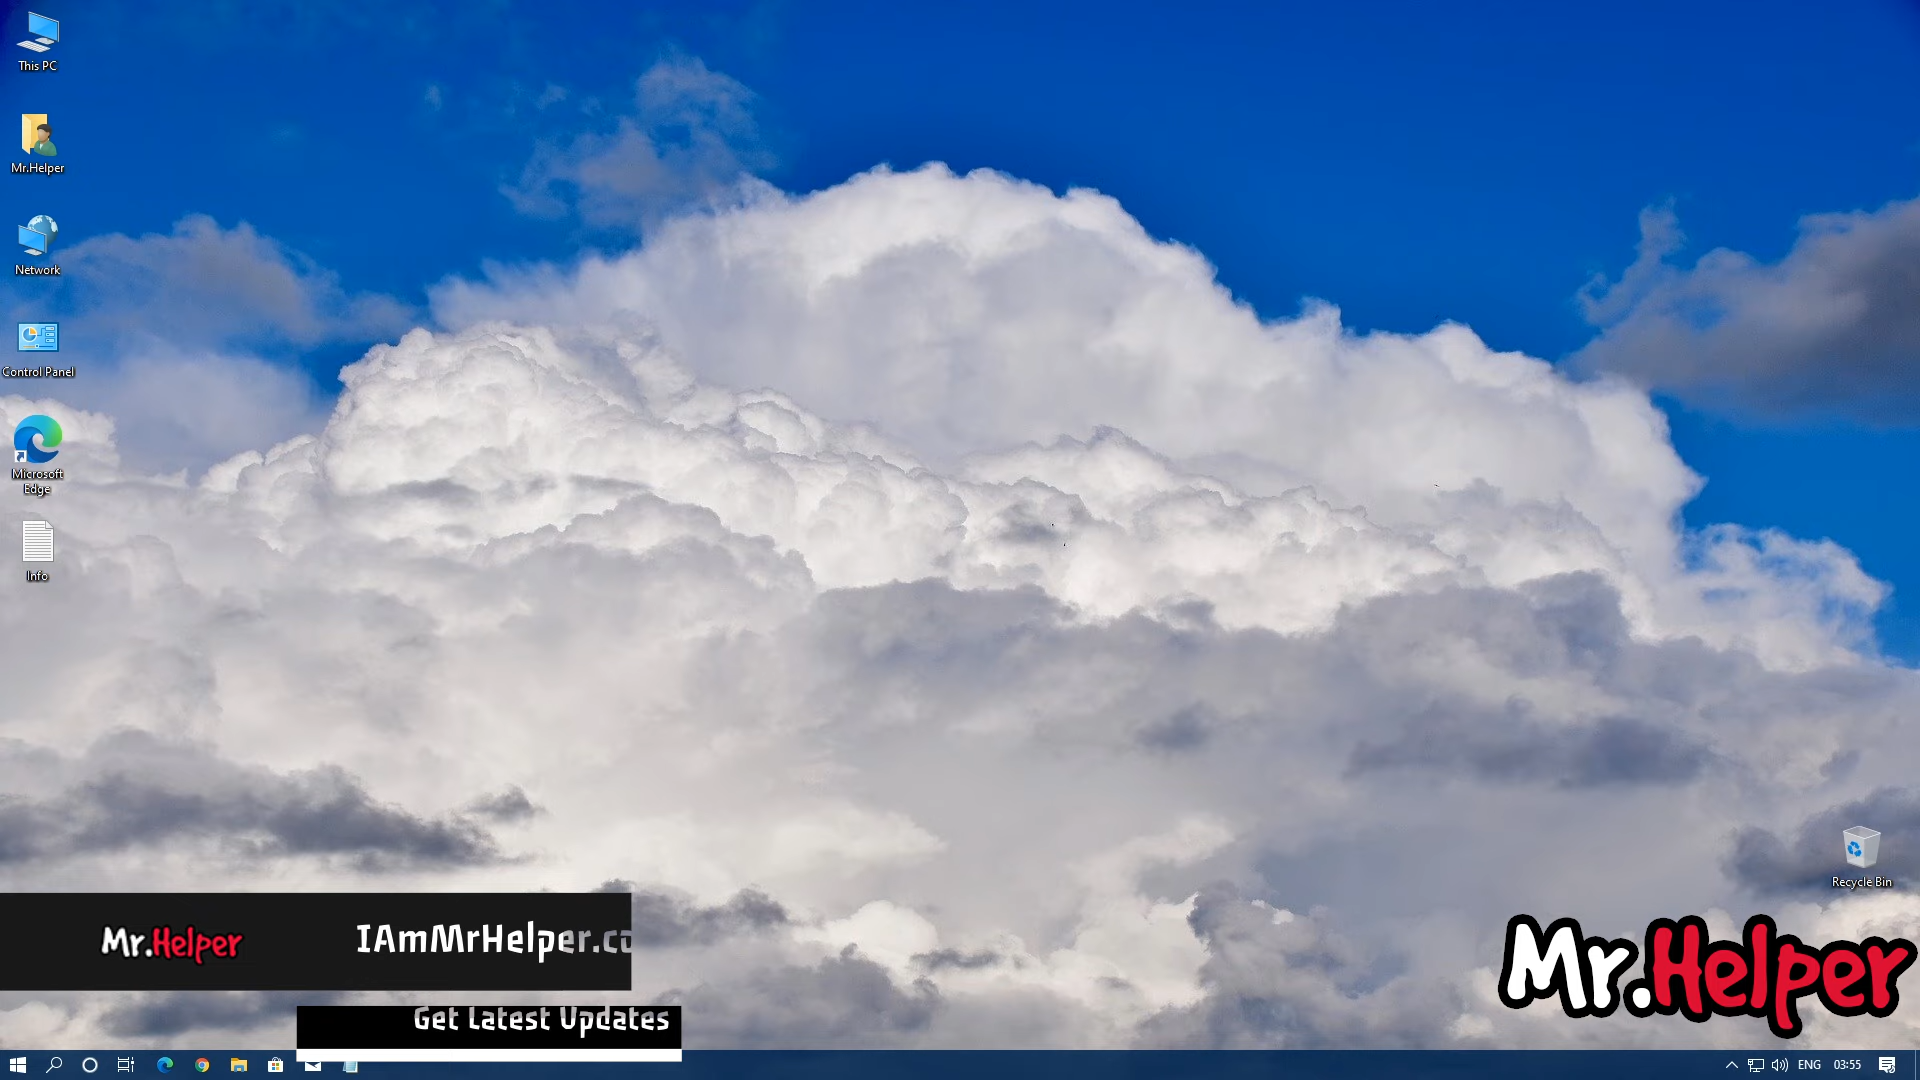 This PC
Mr.Helper
Network
Control Panel
Microsoft
Edge
Info
Recycle Bin
Mr.Helper
IAmMrHelper.co
Get Latest Updates
Mr.Helper
ENG
03:55